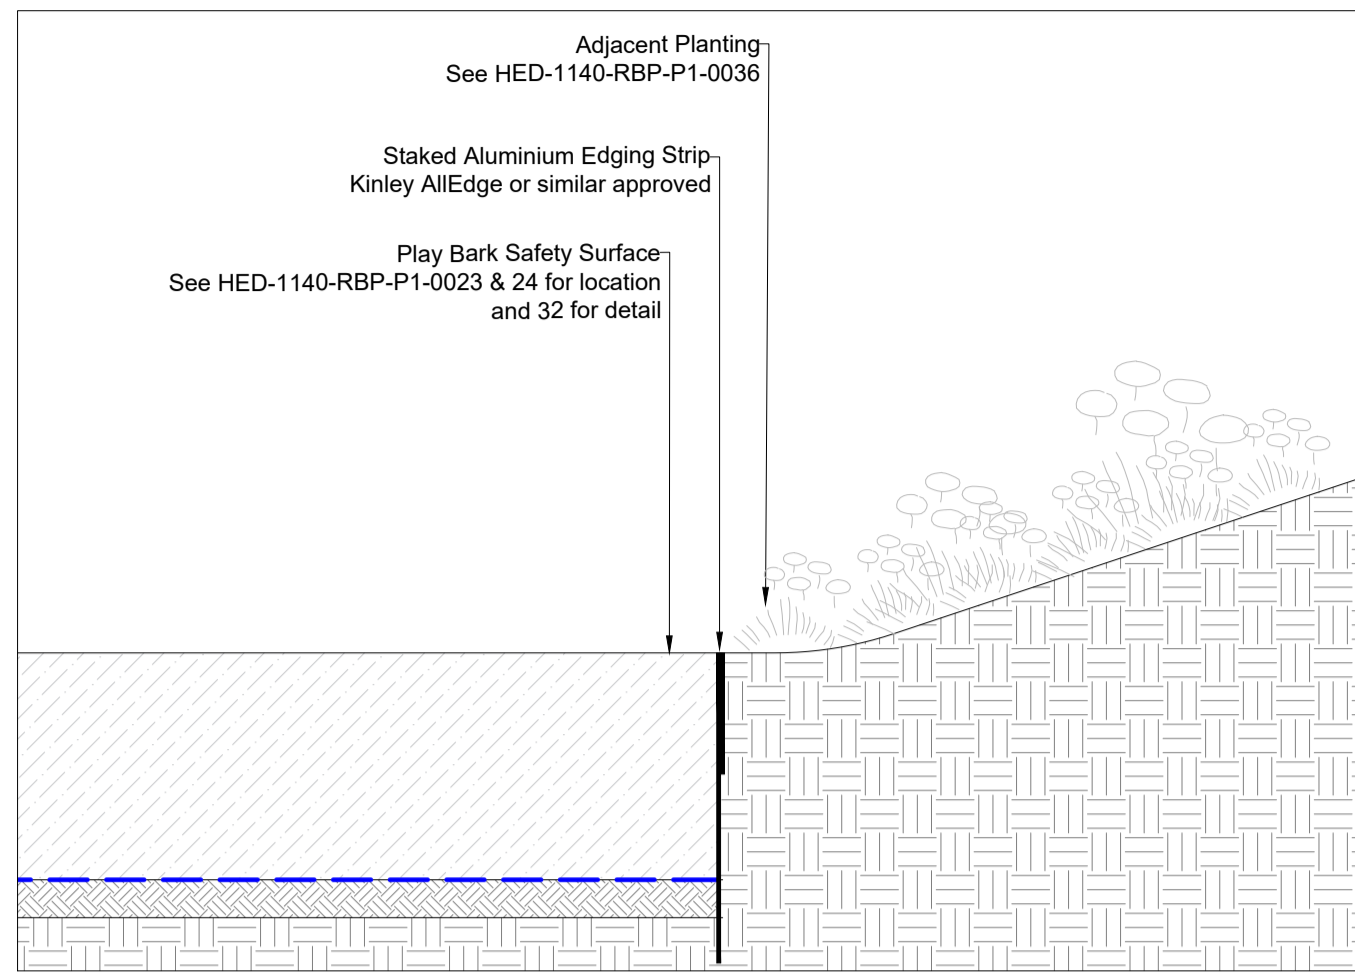 Adjacent Planting
See HED-1140-RBP-P1-0036
Staked Aluminium Edging Strip
Kinley AllEdge or similar approved
Play Bark Safety Surface
See HED-1140-RBP-P1-0023 & 24 for location
and 32 for detail